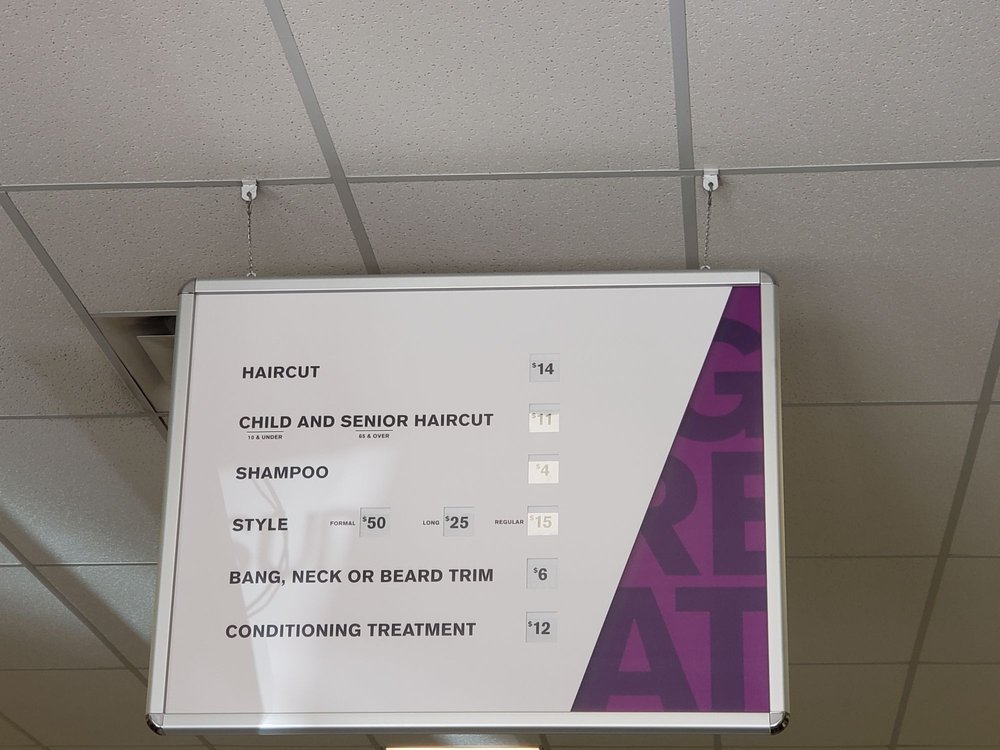 HAIRCUT $14
CHILD AND SENIOR HAIRCUT $11
10 & UNDER 65 & OVER
SHAMPOO $4
STYLE FORMAL $50 LONG $25 REGULAR $15
BANG, NECK OR BEARD TRIM $6
CONDITIONING TREATMENT $12
G
RE
AT